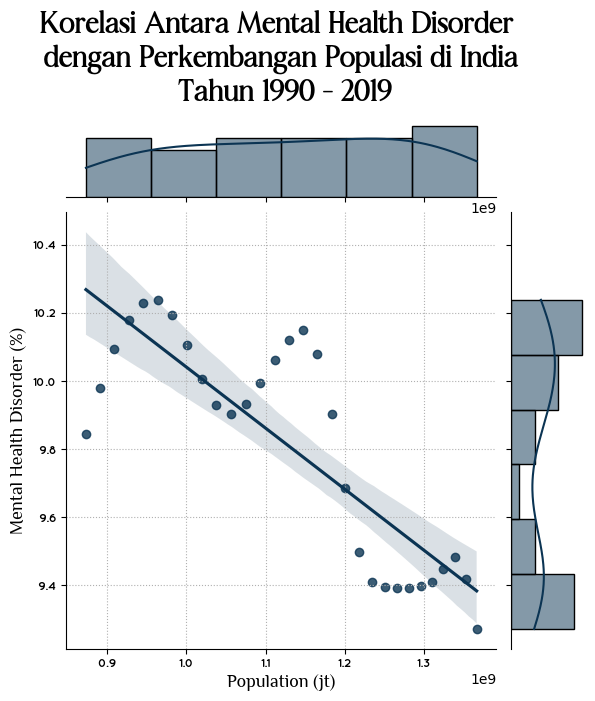 Korelasi Antara Mental Health Disorder
dengan Perkembangan Populasi di India
Tahun 1990 - 2019
1e9
10.4
10.2
10.0
9.8
9.6
9.4
Mental Health Disorder (%)
0.9
1.0
1.1
1.2
1.3
1e9
Population (jt)